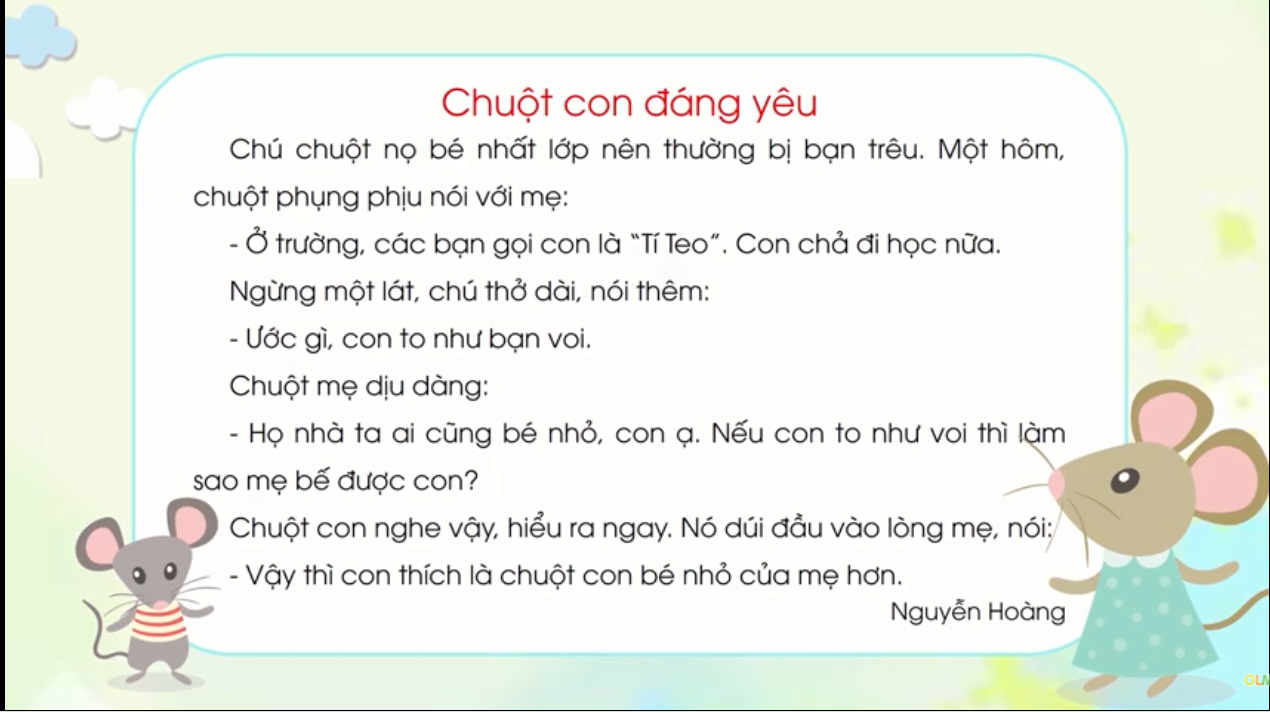 Chuột con đáng yêu
Chú chuột nọ bé nhất lớp nên thường bị bạn trêu. Một hôm,
chuột phụng phịu nói với mẹ:
- Ở trường, các bạn gọi con là “Tí Teo”. Con chả đi học nữa.
Ngừng một lát, chú thở dài, nói thêm:
- Ước gì, con to như bạn voi.
Chuột mẹ dịu dàng:
- Họ nhà ta ai cũng bé nhỏ, con ạ. Nếu con to như voi thì làm
sao mẹ bế được con?
Chuột con nghe vậy, hiểu ra ngay. Nó dúi đầu vào lòng mẹ, nói:
- Vậy thì con thích là chuột con bé nhỏ của mẹ hơn.
Nguyễn Hoàng